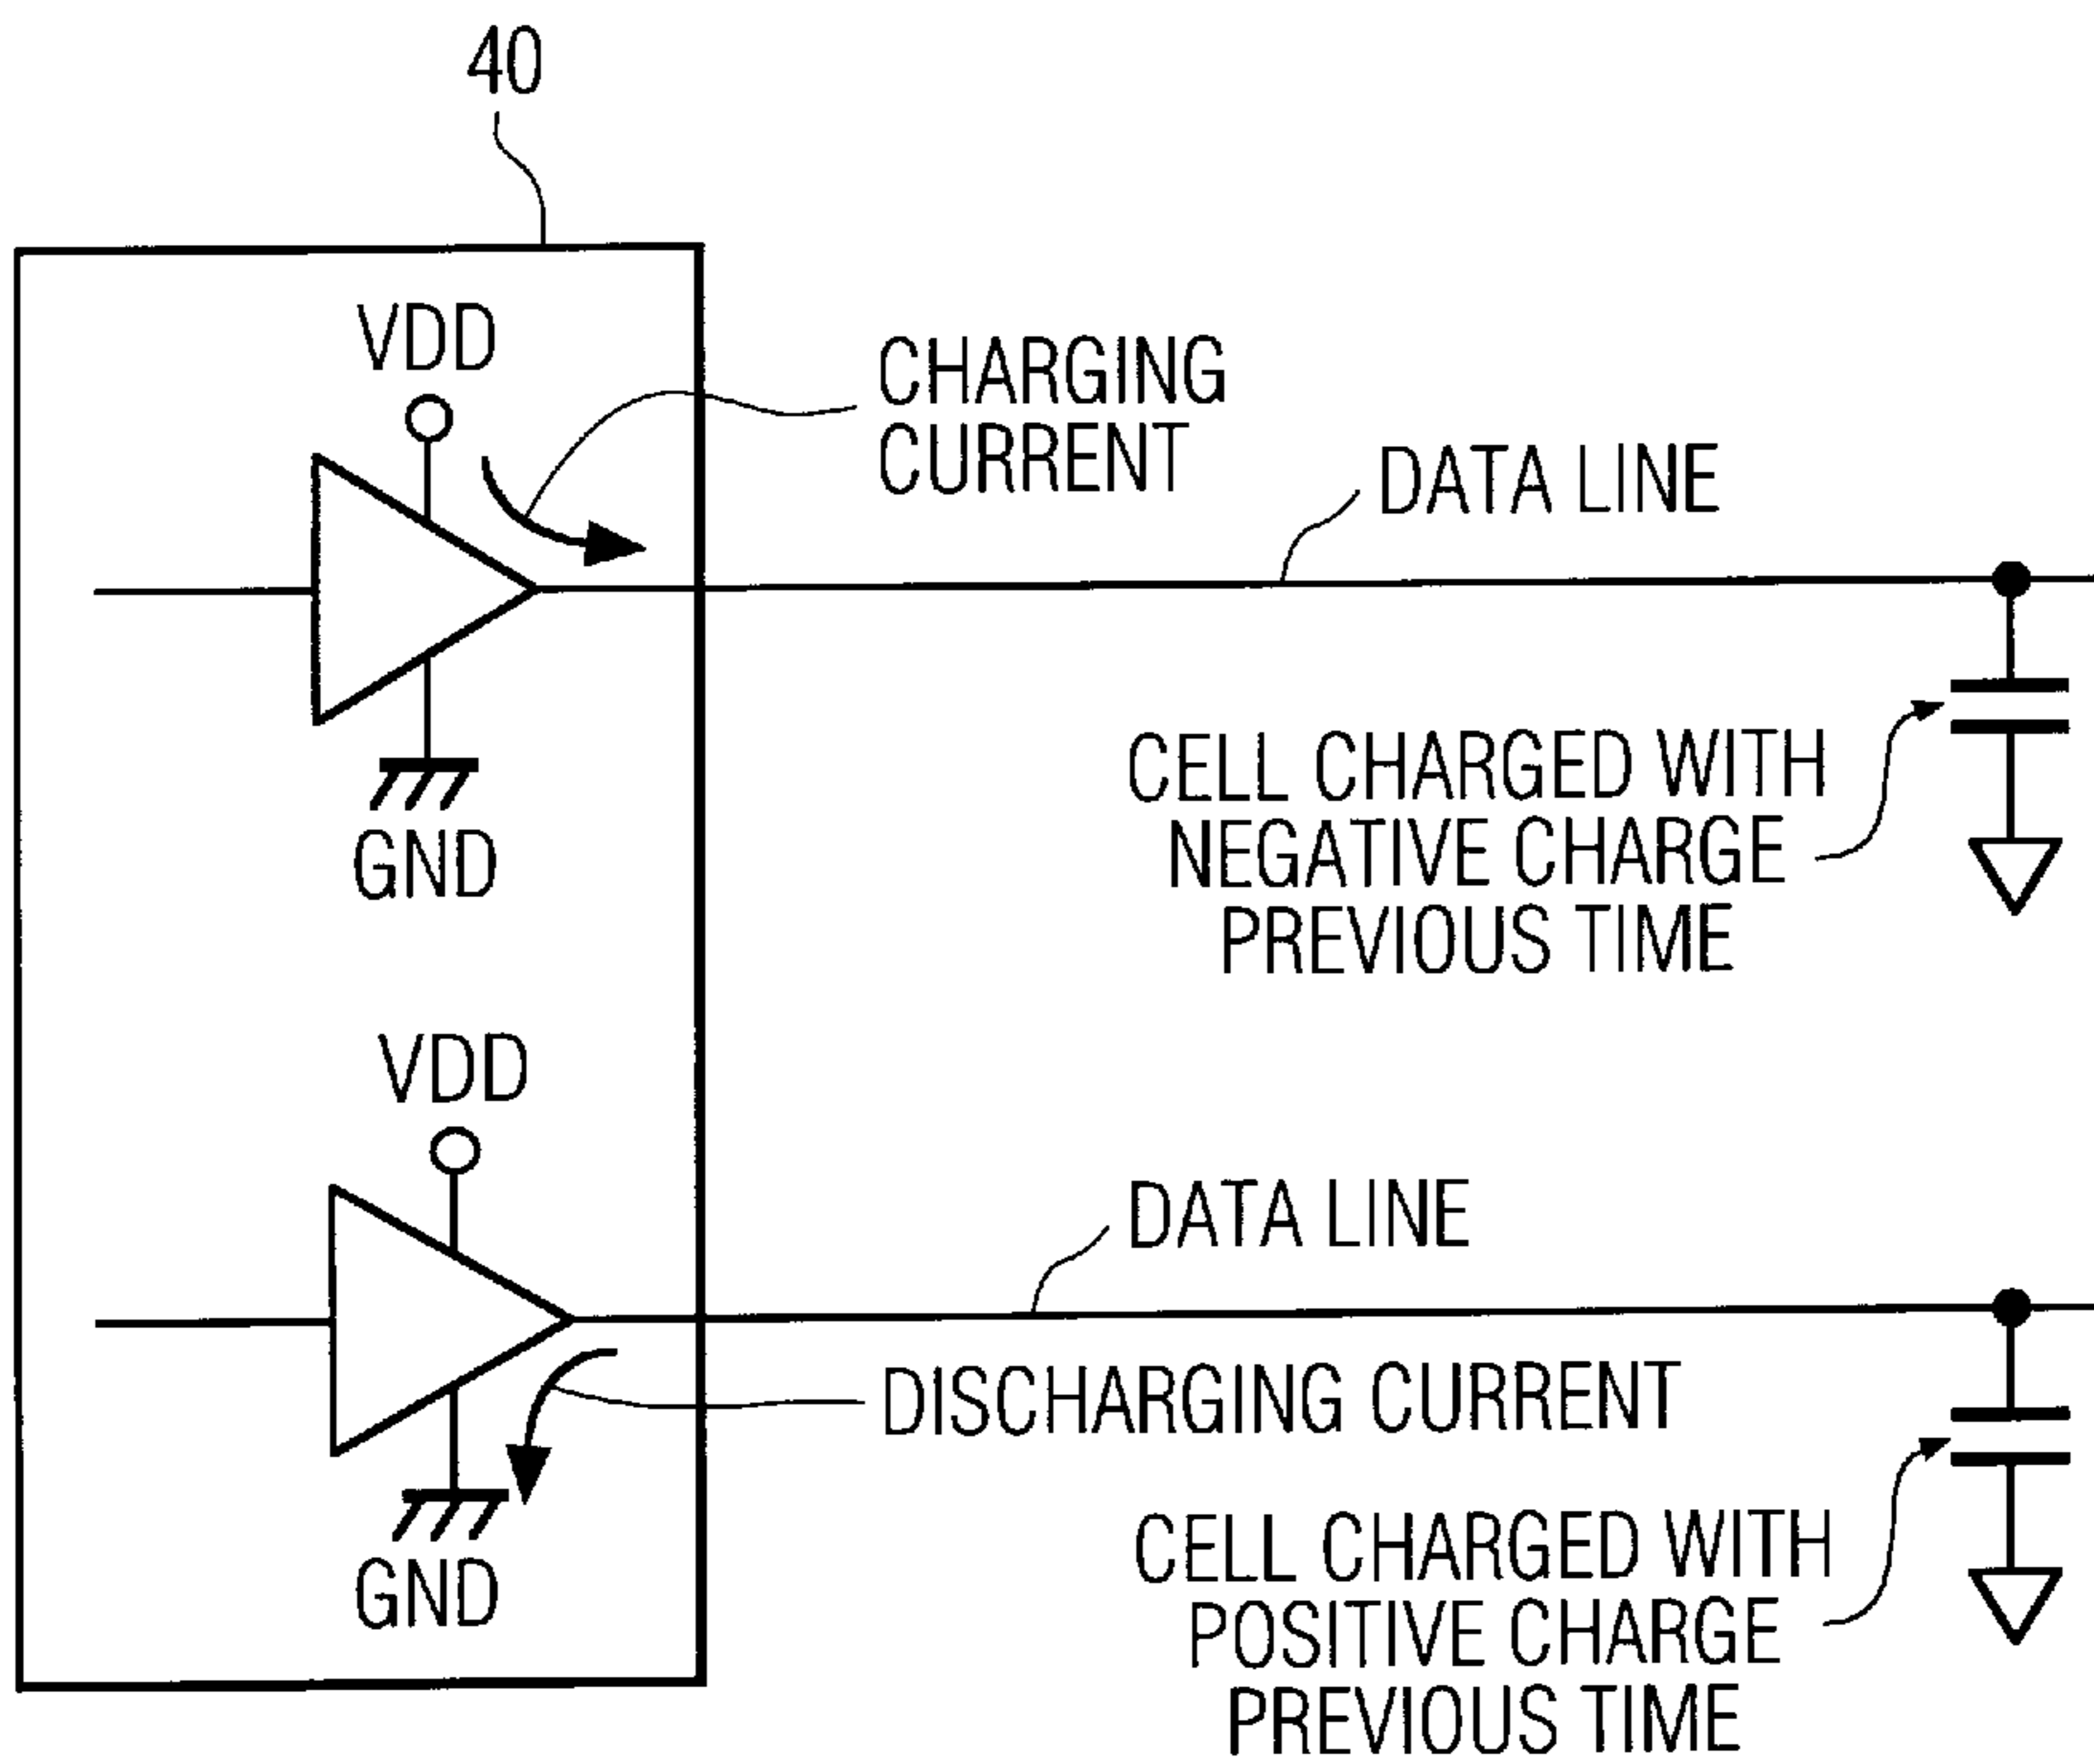 40
VDD
CHARGING
CURRENT
DATA LINE
GND
CELL CHARGED WITH
NEGATIVE CHARGE
PREVIOUS TIME
VDD
DATA LINE
DISCHARGING CURRENT
GND
CELL CHARGED WITH
POSITIVE CHARGE
PREVIOUS TIME